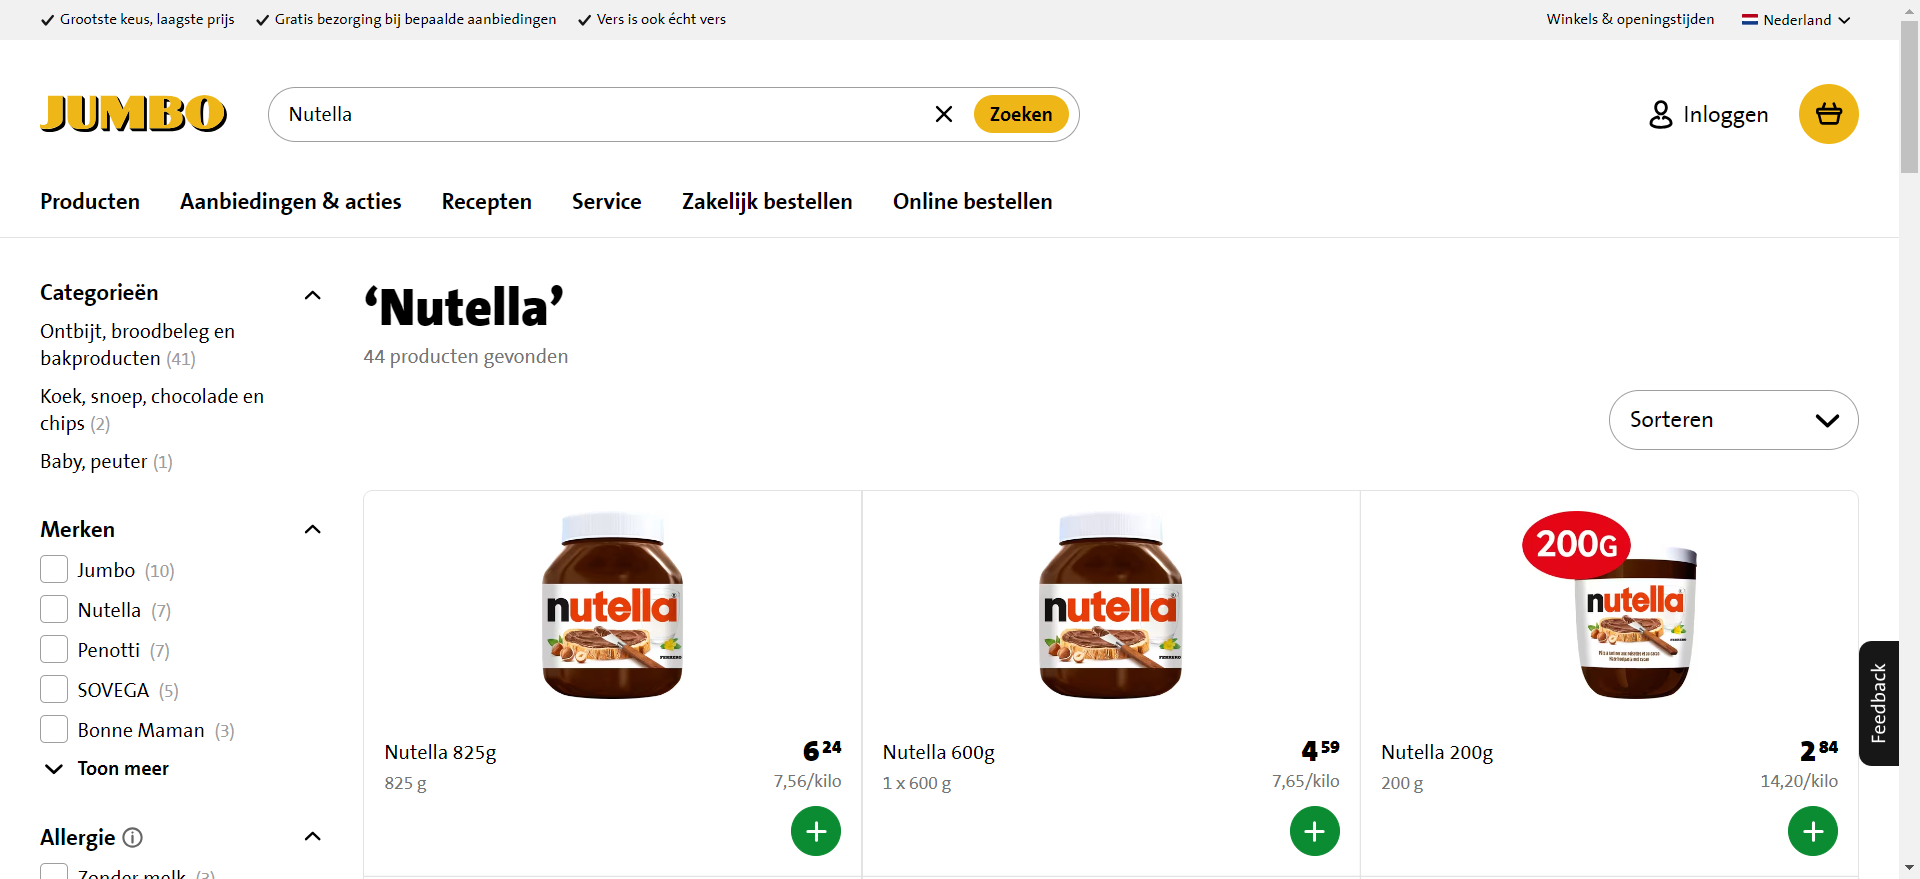 Grootste keus, laagste prijs
Gratis bezorging bij bepaalde aanbiedingen
Vers is ook écht vers
Winkels & openingstijden
Nederland
JUMBO
Nutella
Zoeken
Inloggen
Producten
Aanbiedingen & acties
Recepten
Service
Zakelijk bestellen
Online bestellen
Categorieën
Ontbijt, broodbeleg en
bakproducten (41)
Koek, snoep, chocolade en
chips (2)
Baby, peuter (1)
Merken
Jumbo (10)
Nutella (7)
Penotti (7)
SOVEGA (5)
Bonne Maman (3)
Toon meer
Allergie
Zonder melk (3)
‘Nutella’
44 producten gevonden
Sorteren
nutella
FERRERO
Nutella 825g
6 24
825 g
7,56/kilo
nutella
FERRERO
Nutella 600g
4 59
1 x 600 g
7,65/kilo
200G
nutella
Nutella 200g
2 84
200 g
14,20/kilo
Feedback